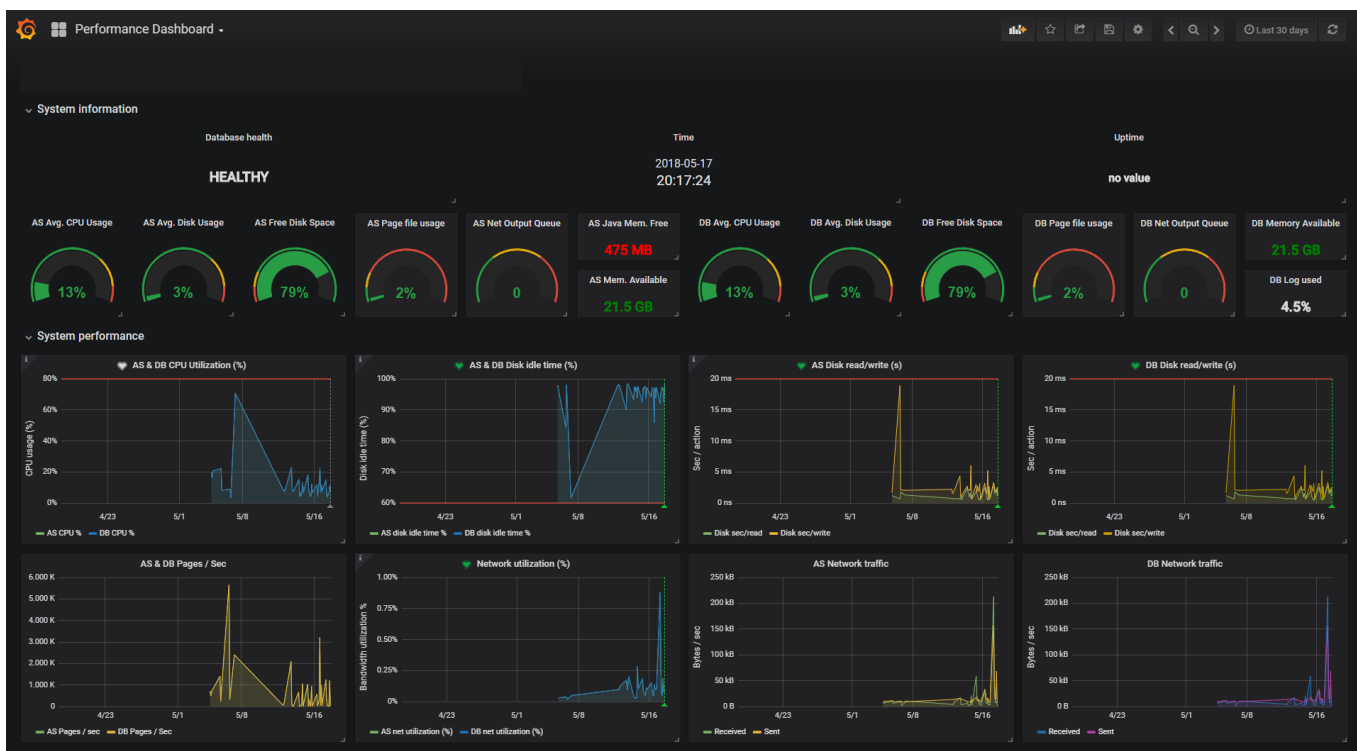 Performance Dashboard
Last 30 days
System information
Database health
Time
Uptime
HEALTHY
2018-05-17
20:17:24
no value
AS Avg. CPU Usage
AS Avg. Disk Usage
AS Free Disk Space
AS Page file usage
AS Net Output Queue
AS Java Mem. Free
DB Avg. CPU Usage
DB Avg. Disk Usage
DB Free Disk Space
DB Page file usage
DB Net Output Queue
DB Memory Available
475 MB
21.5 GB
AS Mem. Available
DB Log used
13%
3%
79%
2%
0
21.5 GB
13%
3%
79%
2%
0
4.5%
System performance
AS & DB CPU Utilization (%)
80%
60%
40%
20%
0%
CPU usage (%)
4/23 5/1 5/8 5/16
AS CPU % DB CPU %
AS & DB Disk idle time (%)
100%
90%
80%
70%
60%
Disk idle time (%)
4/23 5/1 5/8 5/16
AS disk idle time % DB disk idle time %
AS Disk read/write (s)
20 ms
15 ms
10 ms
5 ms
0 ns
Sec / action
4/23 5/1 5/8 5/16
Disk sec/read Disk sec/write
DB Disk read/write (s)
20 ms
15 ms
10 ms
5 ms
0 ns
Sec / action
4/23 5/1 5/8 5/16
Disk sec/read Disk sec/write
AS & DB Pages / Sec
6.000 K
5.000 K
4.000 K
3.000 K
2.000 K
1.000 K
0
4/23 5/1 5/8 5/16
AS Pages / sec DB Pages / Sec
Network utilization (%)
1.00%
0.75%
0.50%
0.25%
0%
Bandwidth utilization %
4/23 5/1 5/8 5/16
AS net utilization (%) DB net utilization (%)
AS Network traffic
250 kB
200 kB
150 kB
100 kB
50 kB
0 B
Bytes / sec
4/23 5/1 5/8 5/16
Received Sent
DB Network traffic
250 kB
200 kB
150 kB
100 kB
50 kB
0 B
Bytes / sec
4/23 5/1 5/8 5/16
Received Sent